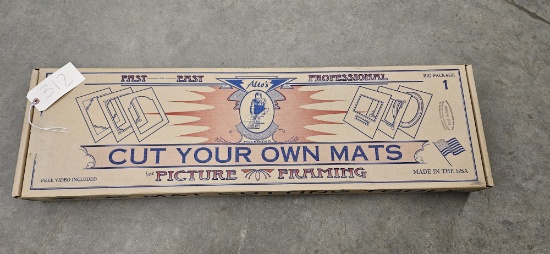 312
FAST EASY PROFESSIONAL
BIG PACKAGE
1
Alto's
CUT YOUR OWN MATS
for PICTURE FRAMING
FREE VIDEO INCLUDED
MADE IN THE USA